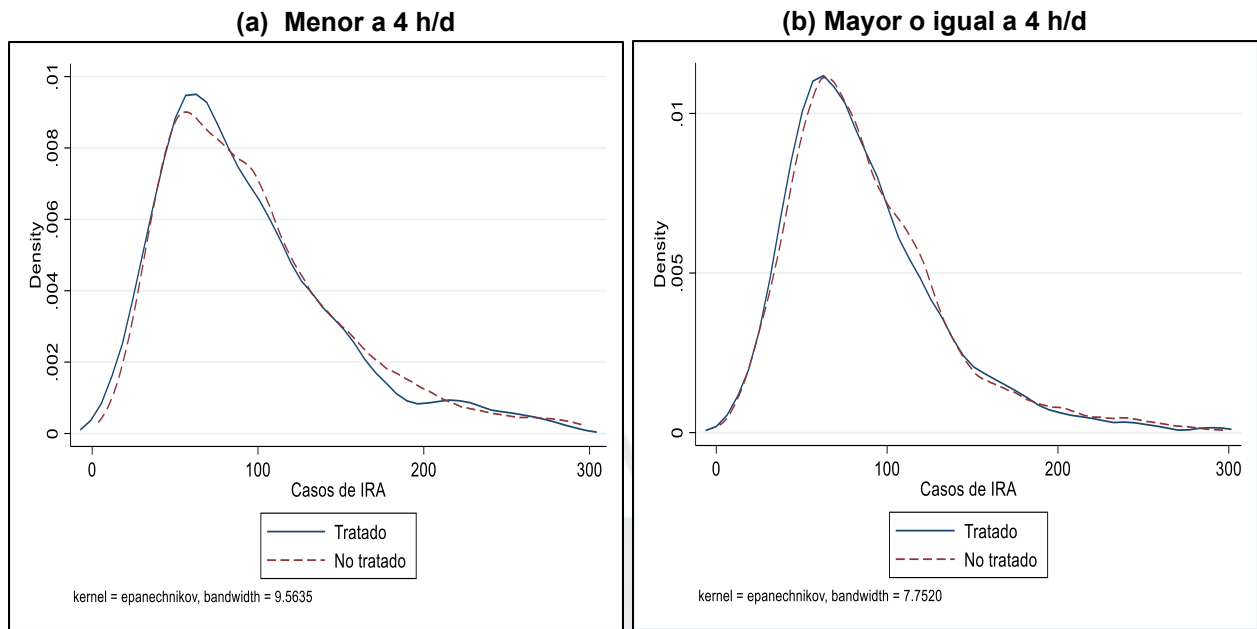 (a) Menor a 4 h/d
.01
.008
.006
.004
.002
0
Density
0 100 200 300
Casos de IRA
Tratado
No tratado
kernel = epanechnikov, bandwidth = 9.5635
(b) Mayor o igual a 4 h/d
.01
.005
0
Density
0 100 200 300
Casos de IRA
Tratado
No tratado
kernel = epanechnikov, bandwidth = 7.7520